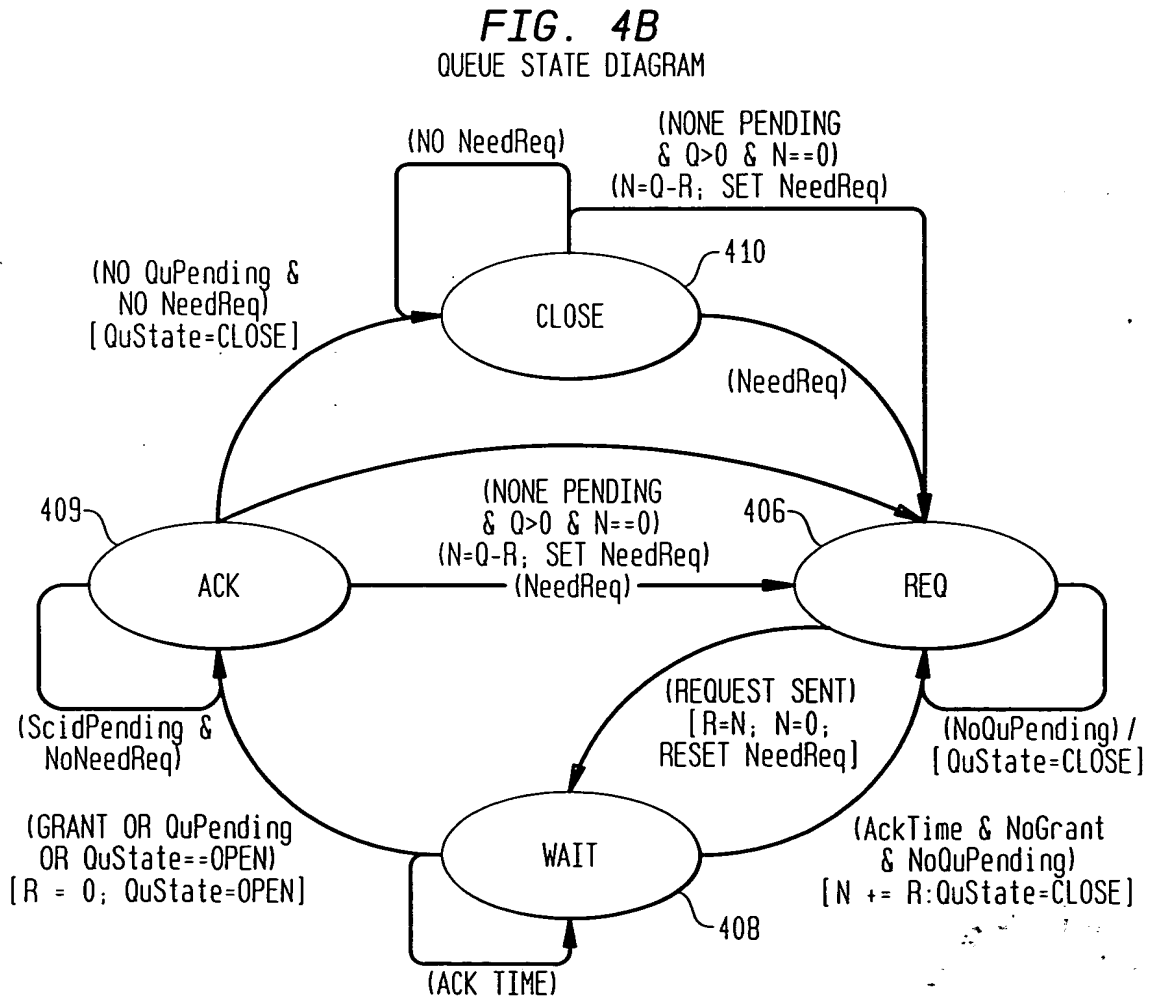 FIG. 4B
QUEUE STATE DIAGRAM
(NO NeedReq)
(NONE PENDING
& Q>0 & N==0)
(N=Q-R; SET NeedReq)
410
(NO QuPending &
NO NeedReq)
[QuState=CLOSE]
CLOSE
(NeedReq)
409
(NONE PENDING
& Q>0 & N==0)
(N=Q-R; SET NeedReq)
(NeedReq)
406
ACK
REQ
(ScidPending &
NoNeedReq)
(REQUEST SENT)
[R=N; N=0;
RESET NeedReq]
(NoQuPending)/
[QuState=CLOSE]
(GRANT OR QuPending
OR QuState==OPEN)
[R = 0; QuState=OPEN]
WAIT
(AckTime & NoGrant
& NoQuPending)
[N += R:QuState=CLOSE]
408
(ACK TIME)